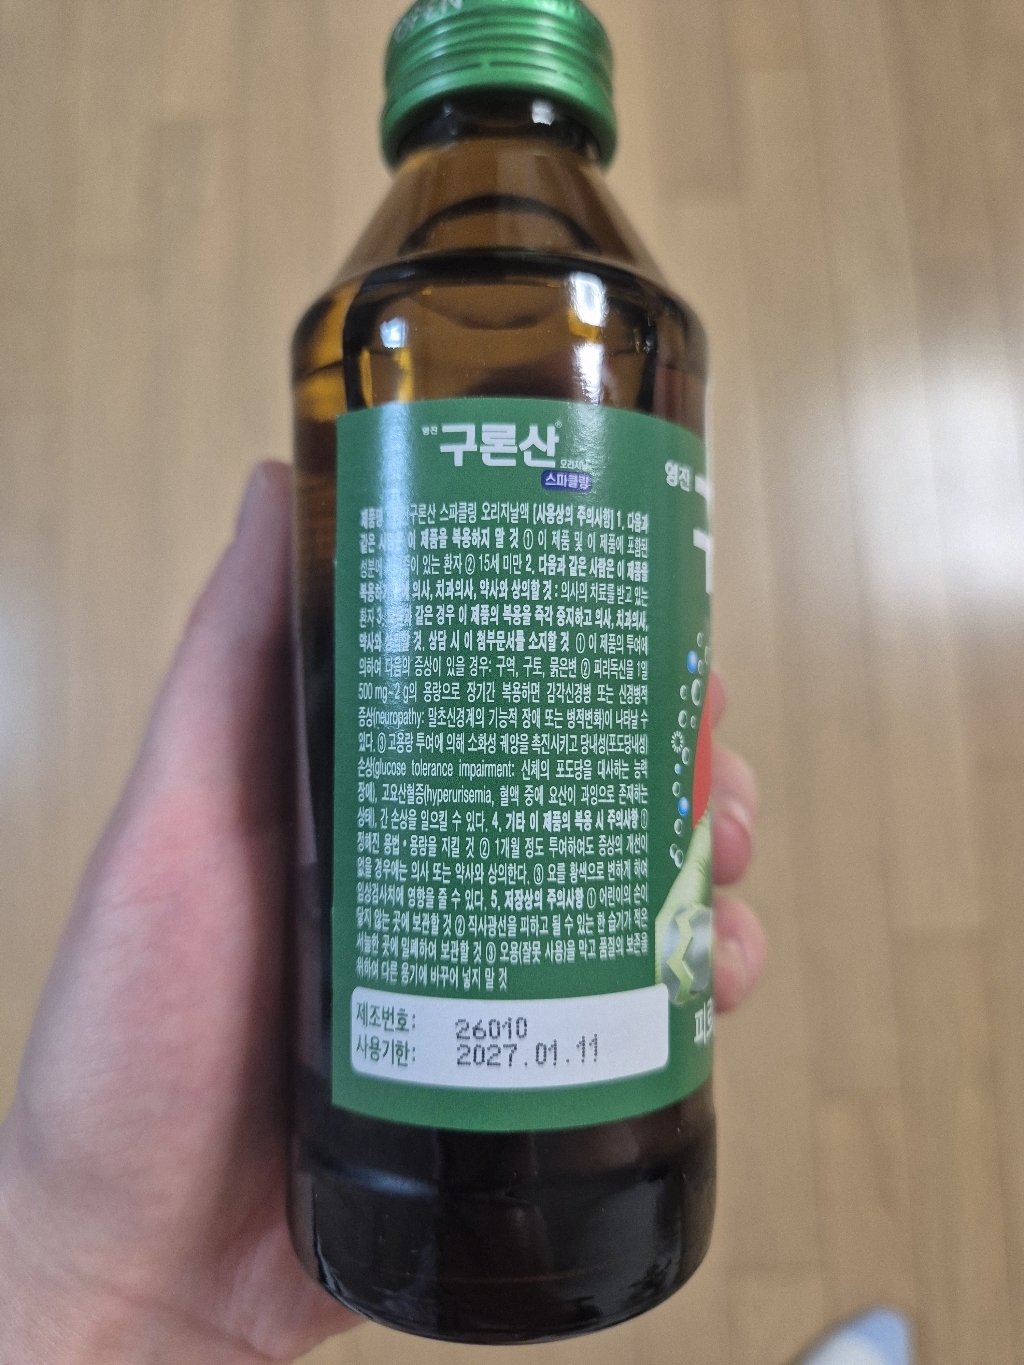 OPEN
영진 구론산
오리지널
스파클링
영진
제품명 구론산 스파클링 오리지날액 [사용상의 주의사항] 1. 다음과
같은 사람은 이 제품을 복용하지 말 것 ① 이 제품 및 이 제품에 포함된
성분에 있는 환자 ② 15세 미만 2. 다음과 같은 사람은 이 제품을
복용하기 의사, 치과의사, 약사와 상의할 것 : 의사의 치료를 받고 있는
환자 3. 같은 경우 이 제품의 복용을 즉각 중지하고 의사, 치과의사,
약사와 상의할 것. 상담 시 이 첨부문서를 소지할 것 ① 이 제품의 투여에
의하여 다음의 증상이 있을 경우: 구역, 구토, 묽은변 ② 피리독신을 1일
500 mg~2 g의 용량으로 장기간 복용하면 감각신경병 또는 신경병적
증상(neuropathy: 말초신경계의 기능적 장애 또는 병적변화)이 나타날 수
있다. ③ 고용량 투여에 의해 소화성 궤양을 촉진시키고 당내성(포도당내성)
손상(glucose tolerance impairment: 신체의 포도당을 대사하는 능력
장애), 고요산혈증(hyperurisemia, 혈액 중에 요산이 과잉으로 존재하는
상태), 간 손상을 일으킬 수 있다. 4. 기타 이 제품의 복용 시 주의사항 ①
정해진 용법·용량을 지킬 것 ② 1개월 정도 투여하여도 증상의 개선이
없을 경우에는 의사 또는 약사와 상의한다. ③ 요를 황색으로 변하게 하여
임상검사치에 영향을 줄 수 있다. 5. 저장상의 주의사항 ① 어린이의 손이
닿지 않는 곳에 보관할 것 ② 직사광선을 피하고 될 수 있는 한 습기가 적은
서늘한 곳에 밀폐하여 보관할 것 ③ 오용(잘못 사용)을 막고 품질의 보존을
위하여 다른 용기에 바꾸어 넣지 말 것
제조번호: 26010
사용기한: 2027.01.11